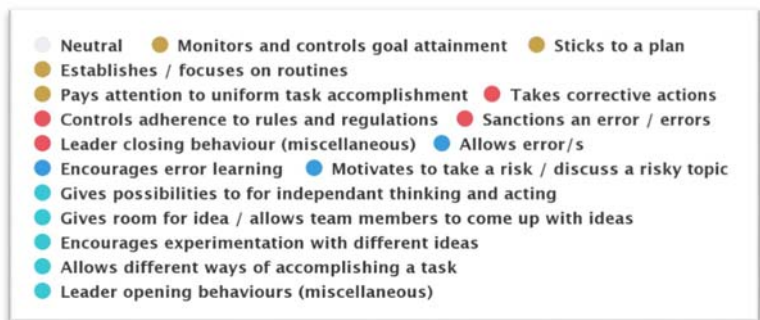 Neutral Monitors and controls goal attainment Sticks to a plan
Establishes / focuses on routines
Pays attention to uniform task accomplishment Takes corrective actions
Controls adherence to rules and regulations Sanctions an error / errors
Leader closing behaviour (miscellaneous) Allows error/s
Encourages error learning Motivates to take a risk / discuss a risky topic
Gives possibilities to for independant thinking and acting
Gives room for idea / allows team members to come up with ideas
Encourages experimentation with different ideas
Allows different ways of accomplishing a task
Leader opening behaviours (miscellaneous)